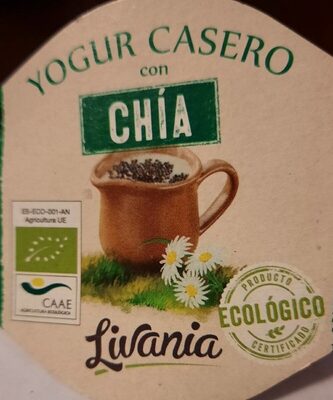 YOGUR CASERO
con
CHÍA
ES-ECO-001-AN
Agricultura UE
CAAE
AGRICULTURA ECOLÓGICA
Livania
PRODUCTO
ECOLÓGICO
CERTIFICADO